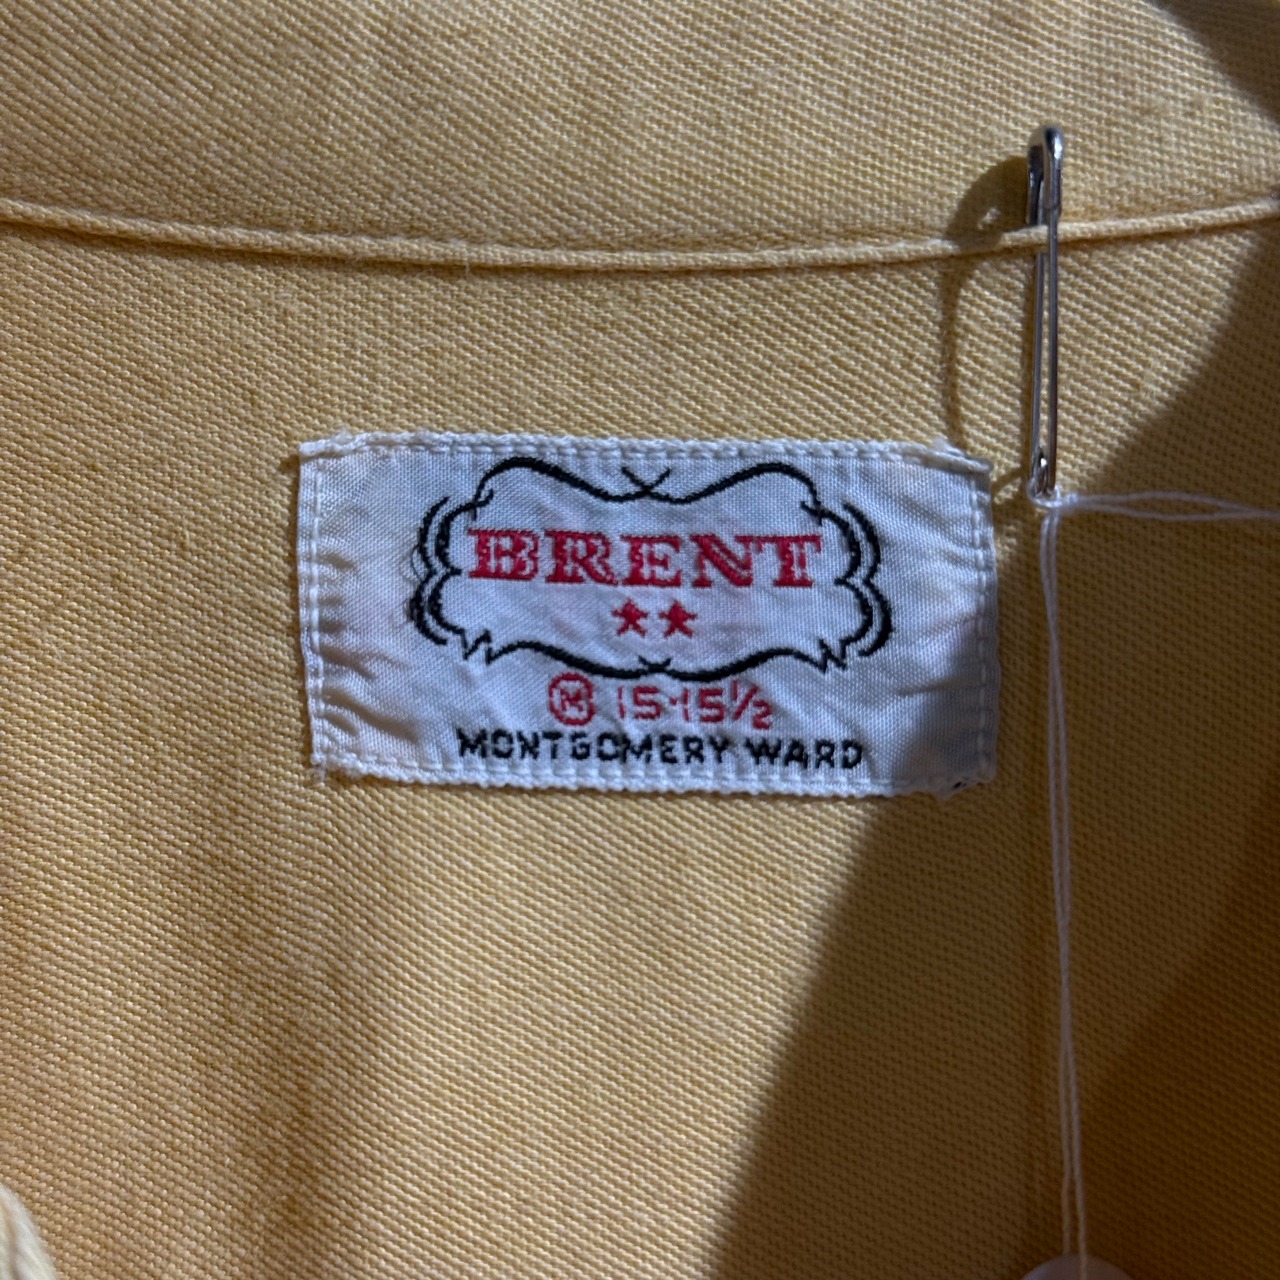 BRENT
★★
Ⓜ 15-15½
MONTGOMERY WARD